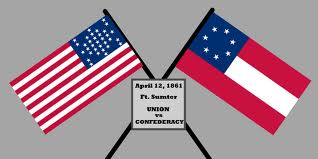 April 12, 1861
Ft. Sumter
UNION
vs
CONFEDERACY